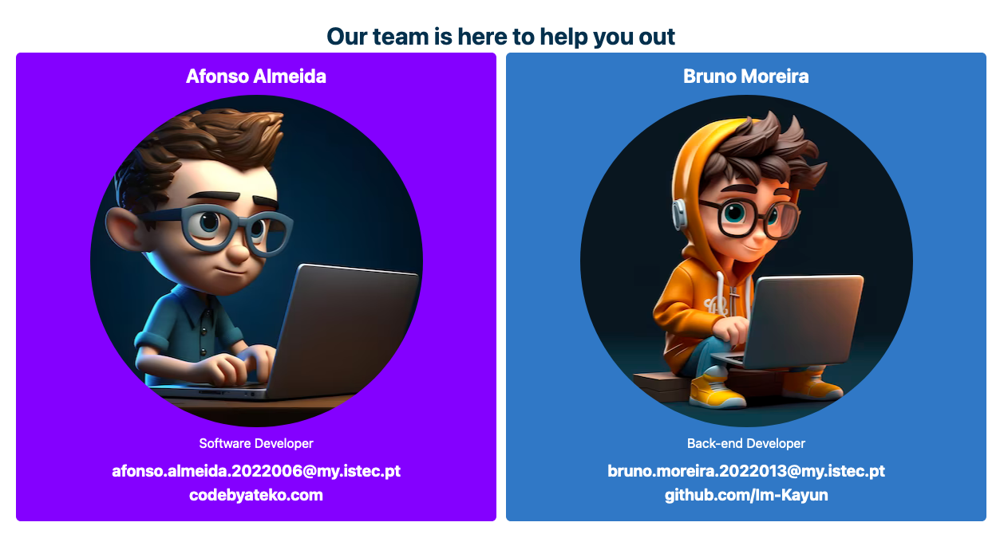 Our team is here to help you out
Afonso Almeida
Software Developer
afonso.almeida.2022006@my.istec.pt
codebyateko.com
Bruno Moreira
Back-end Developer
bruno.moreira.2022013@my.istec.pt
github.com/Im-Kayun